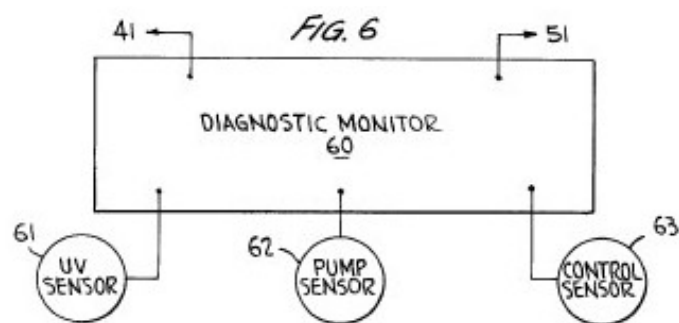 41
FIG. 6
51
DIAGNOSTIC MONITOR
60
61
UV
SENSOR
62
PUMP
SENSOR
63
CONTROL
SENSOR